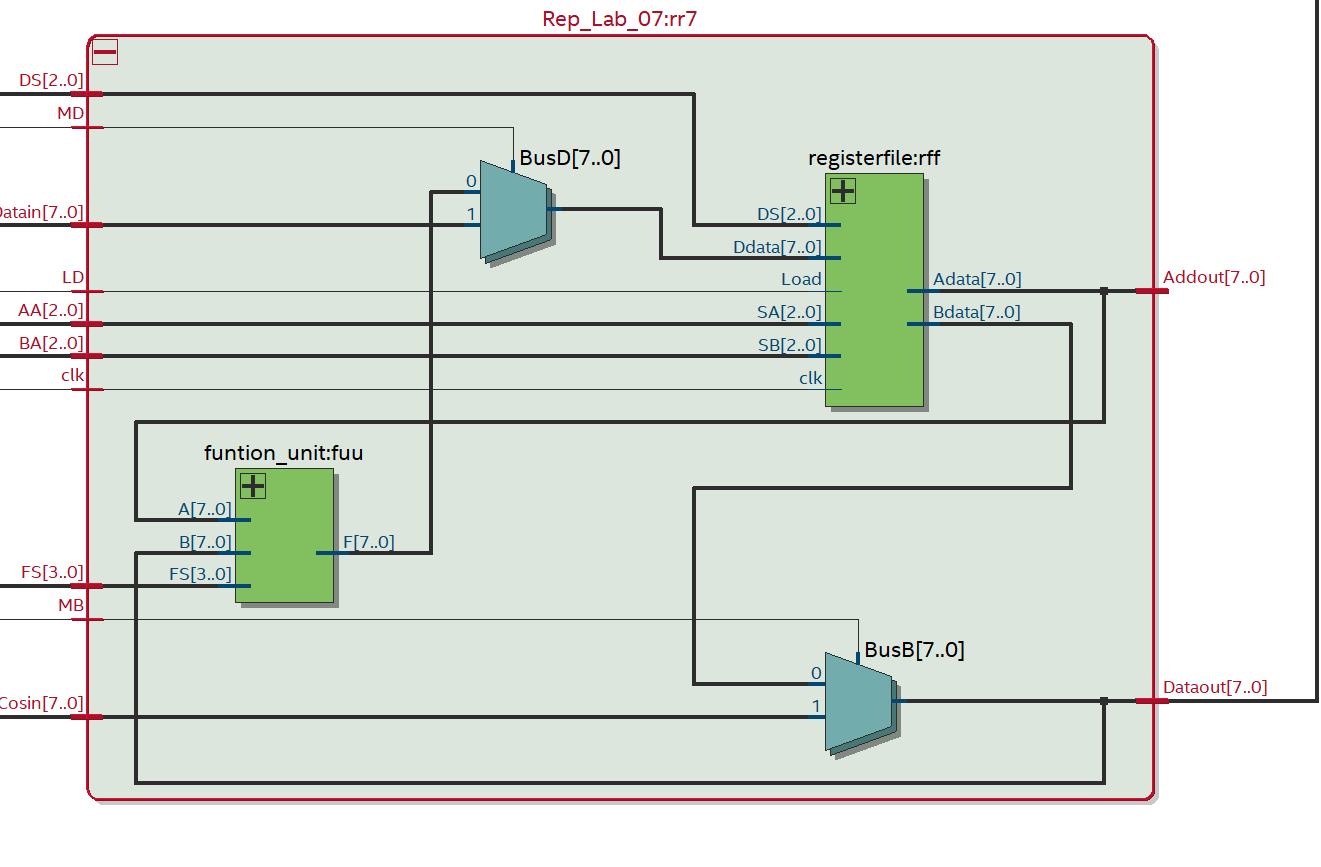 Rep_Lab_07:rr7
DS[2..0]
MD
BusD[7..0]
registerfile:rff
0
Datain[7..0]
1
DS[2..0]
Ddata[7..0]
LD
Load
Adata[7..0]
Addout[7..0]
AA[2..0]
SA[2..0]
Bdata[7..0]
BA[2..0]
SB[2..0]
clk
clk
funtion_unit:fuu
A[7..0]
B[7..0]
F[7..0]
FS[3..0]
FS[3..0]
MB
BusB[7..0]
0
Cosin[7..0]
1
Dataout[7..0]